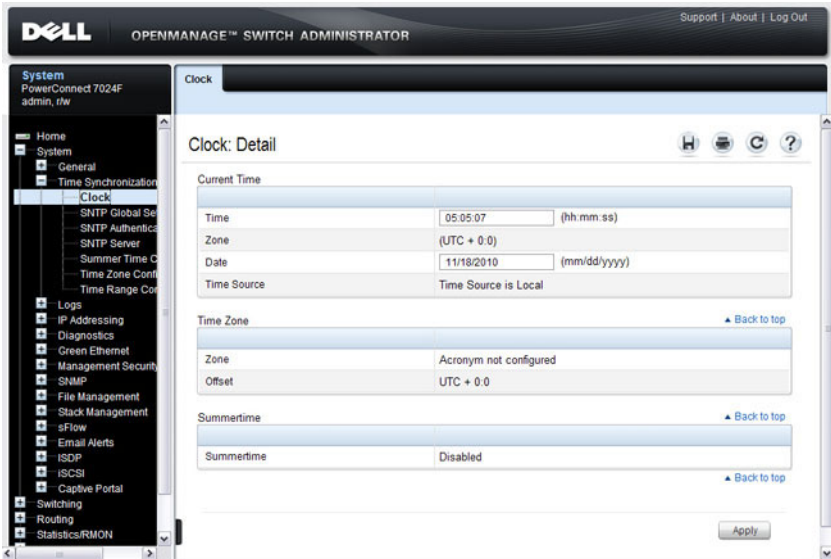 Support | About | Log Out
DELL
OPENMANAGE™ SWITCH ADMINISTRATOR
System
PowerConnect 7024F
admin, r/w
Clock
Home
System
General
Time Synchronization
Clock
SNTP Global Se
SNTP Authentica
SNTP Server
Summer Time C
Time Zone Confi
Time Range Cor
Logs
IP Addressing
Diagnostics
Green Ethernet
Management Security
SNMP
File Management
Stack Management
sFlow
Email Alerts
ISDP
iSCSI
Captive Portal
Switching
Routing
Statistics/RMON
Clock: Detail
Current Time
Time 05:05:07 (hh:mm:ss)
Zone (UTC + 0:0)
Date 11/18/2010 (mm/dd/yyyy)
Time Source Time Source is Local
Time Zone Back to top
Zone Acronym not configured
Offset UTC + 0:0
Summertime Back to top
Summertime Disabled
Back to top
Apply